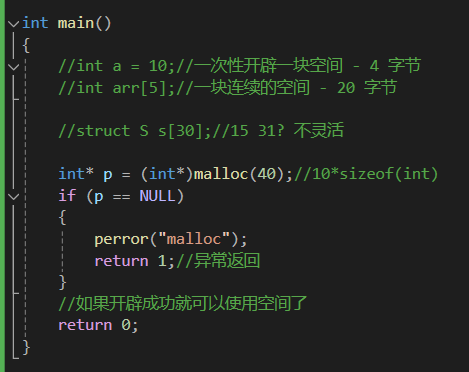 int main()
{
//int a = 10;//一次性开辟一块空间 - 4 字节
//int arr[5];//一块连续的空间 - 20 字节
//struct S s[30];//15 31? 不灵活
int* p = (int*)malloc(40);//10*sizeof(int)
if (p == NULL)
{
perror("malloc");
return 1;//异常返回
}
//如果开辟成功就可以使用空间了
return 0;
}